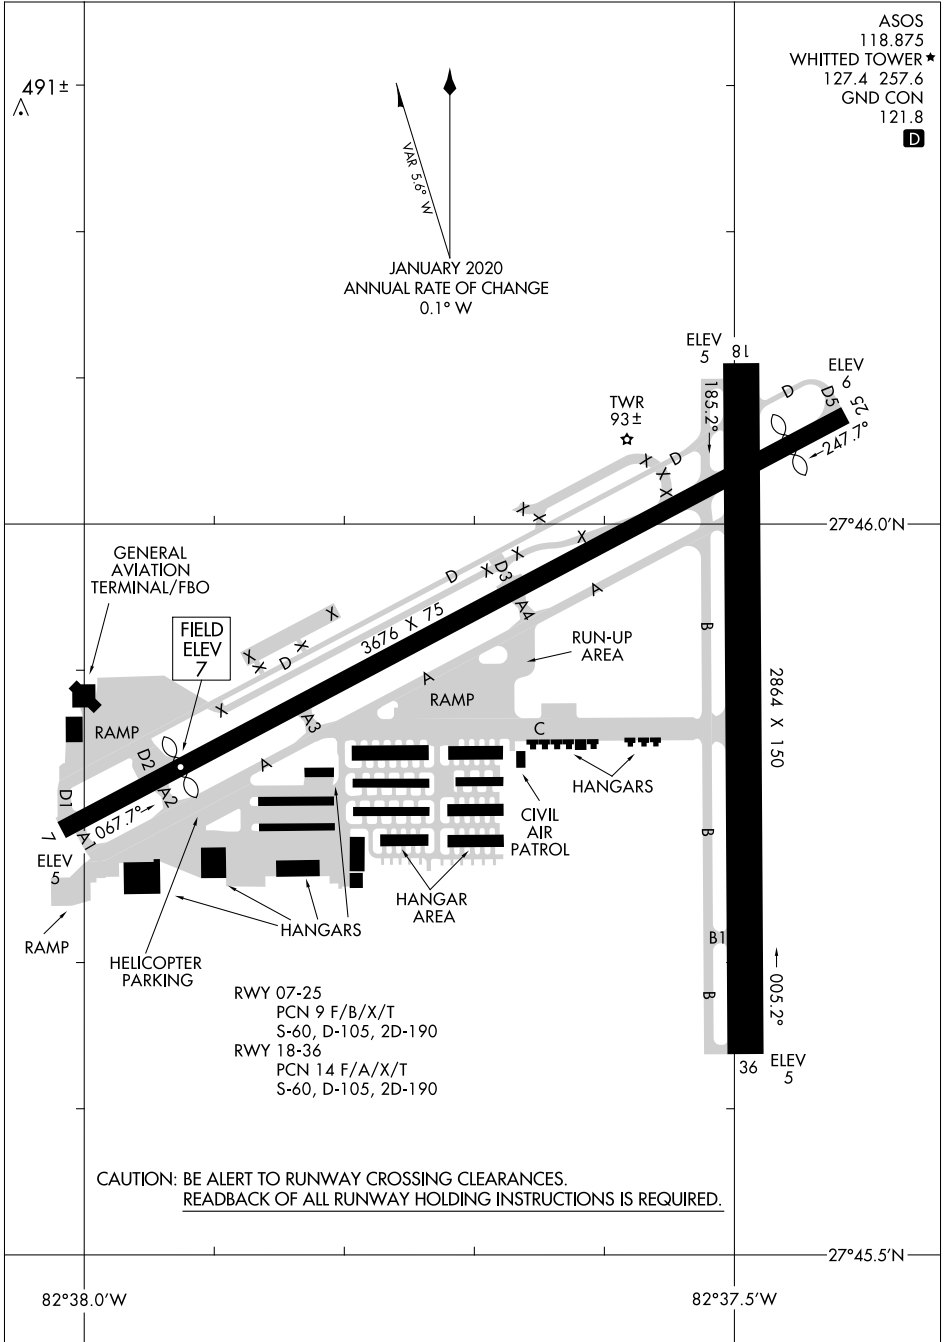 ASOS
118.875
WHITTED TOWER ★
127.4 257.6
GND CON
121.8
D
491±
VAR 5.6° W
JANUARY 2020
ANNUAL RATE OF CHANGE
0.1° W
ELEV
5
18
ELEV
6
25
D
D5
185.2°
247.7°
TWR
93±
X
D
X
X
X
X
X
27°46.0'N
GENERAL
AVIATION
TERMINAL/FBO
X
D3
X
D
A
A4
FIELD
ELEV
7
3676 X 75
X
X
X
X
D
B
RUN-UP
AREA
A
RAMP
2864 X 150
X
A3
RAMP
C
D2
A
HANGARS
D1
A2
067.7°
A1
7
CIVIL
AIR
PATROL
B
ELEV
5
HANGAR
AREA
HANGARS
RAMP
B1
HELICOPTER
PARKING
005.2°
B
RWY 07-25
PCN 9 F/B/X/T
S-60, D-105, 2D-190
RWY 18-36
PCN 14 F/A/X/T
S-60, D-105, 2D-190
36
ELEV
5
CAUTION: BE ALERT TO RUNWAY CROSSING CLEARANCES.
READBACK OF ALL RUNWAY HOLDING INSTRUCTIONS IS REQUIRED.
27°45.5'N
82°38.0'W
82°37.5'W